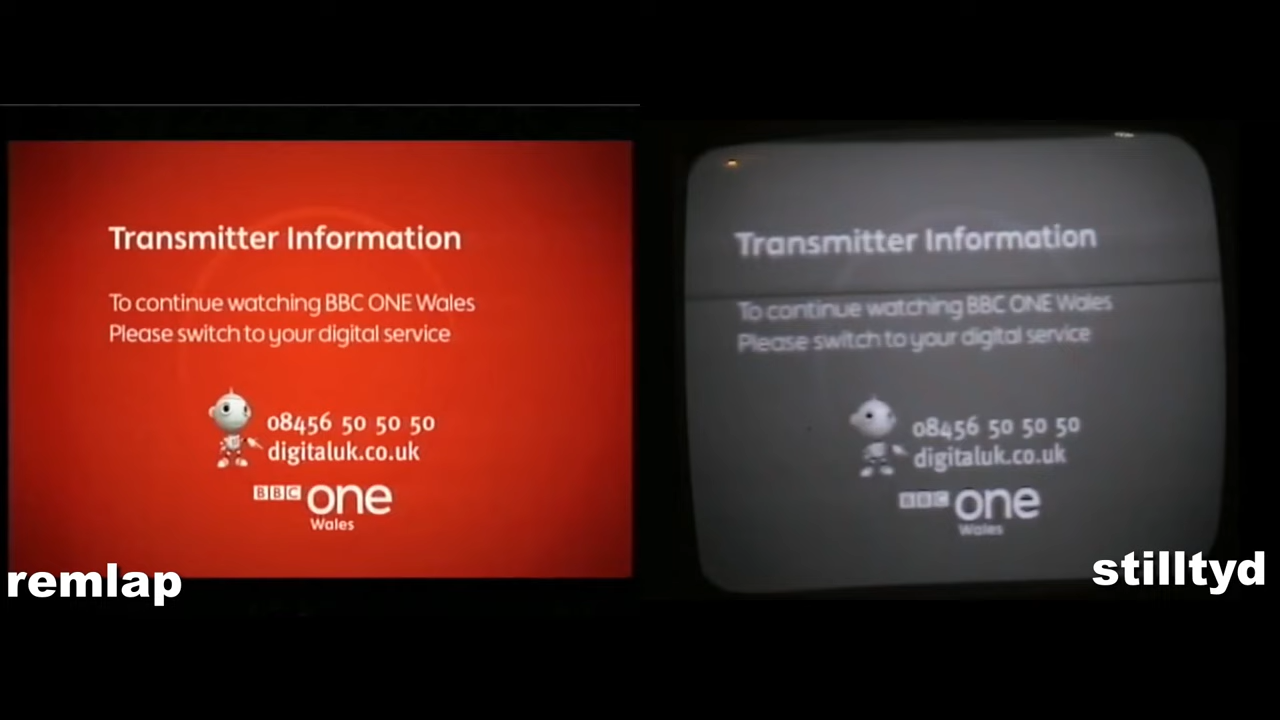 Transmitter Information
To continue watching BBC ONE Wales
Please switch to your digital service
08456 50 50 50
digitaluk.co.uk
BBC one
Wales
remlap
Transmitter Information
To continue watching BBC ONE Wales
Please switch to your digital service
08456 50 50 50
digitaluk.co.uk
BBC one
Wales
stilltyd